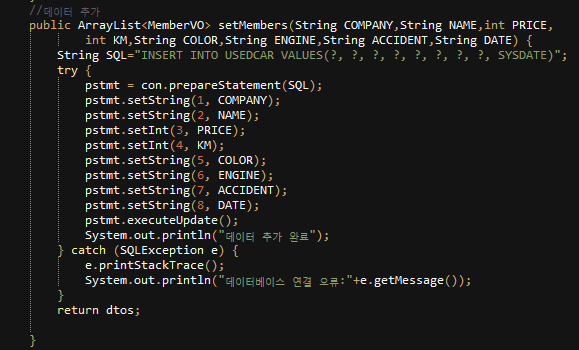 //데이터 추가
public ArrayList<MemberVO> setMembers(String COMPANY,String NAME,int PRICE,
int KM,String COLOR,String ENGINE,String ACCIDENT,String DATE) {
String SQL="INSERT INTO USEDCAR VALUES(?, ?, ?, ?, ?, ?, ?, ?, SYSDATE)";
try {
pstmt = con.prepareStatement(SQL);
pstmt.setString(1, COMPANY);
pstmt.setString(2, NAME);
pstmt.setInt(3, PRICE);
pstmt.setInt(4, KM);
pstmt.setString(5, COLOR);
pstmt.setString(6, ENGINE);
pstmt.setString(7, ACCIDENT);
pstmt.setString(8, DATE);
pstmt.executeUpdate();
System.out.println("데이터 추가 완료");
} catch (SQLException e) {
e.printStackTrace();
System.out.println("데이터베이스 연결 오류:"+e.getMessage());
}
return dtos;
}